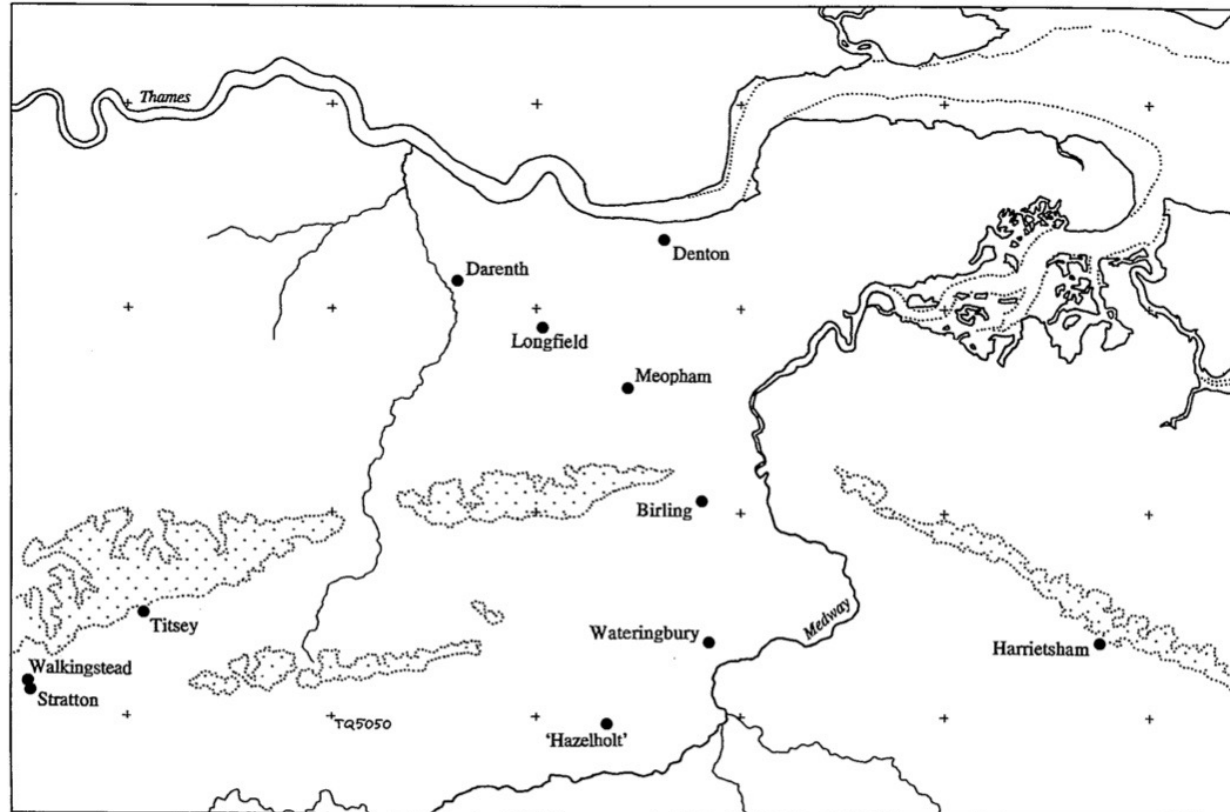 Thames
Denton
Darenth
Longfield
Meopham
Birling
Titsey
Medway
Wateringbury
Harrietsham
Walkingstead
Stratton
TQ5050
'Hazelholt'